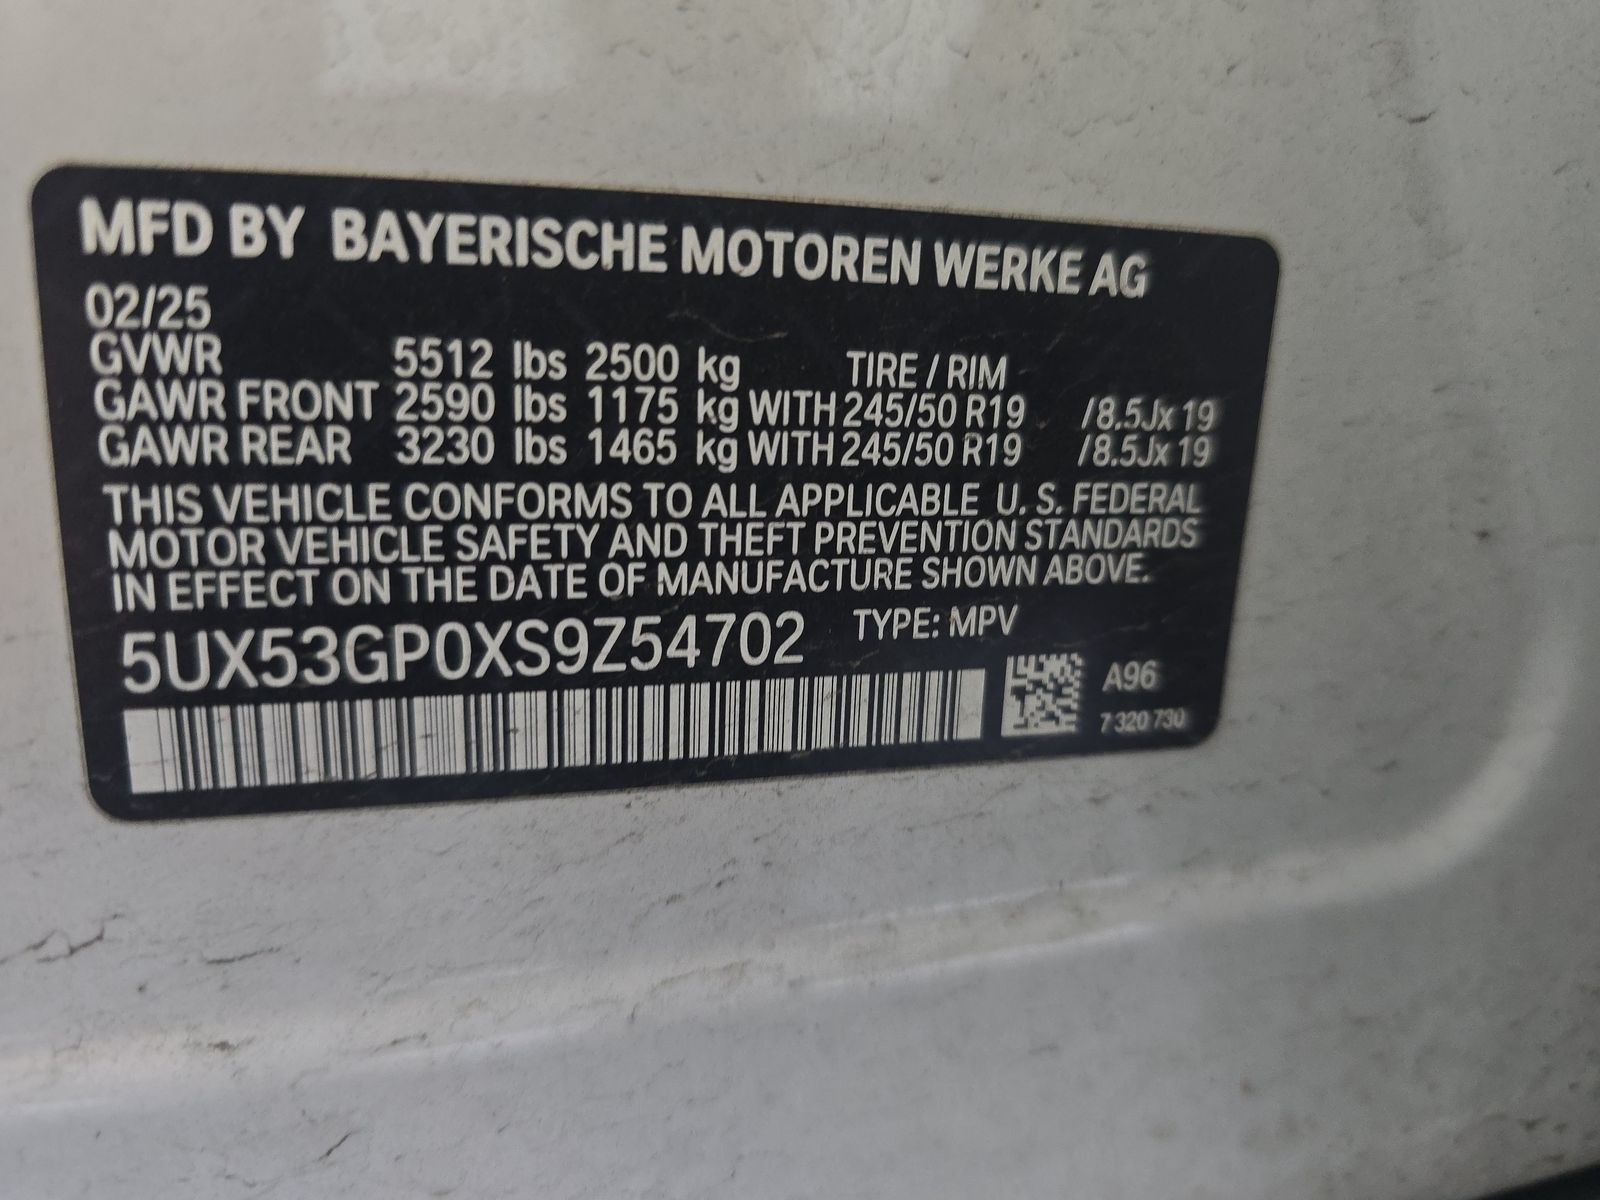 MFD BY BAYERISCHE MOTOREN WERKE AG
02/25
GVWR 5512 lbs 2500 kg TIRE / RIM
GAWR FRONT 2590 lbs 1175 kg WITH 245/50 R19 /8.5Jx 19
GAWR REAR 3230 lbs 1465 kg WITH 245/50 R19 /8.5Jx 19
THIS VEHICLE CONFORMS TO ALL APPLICABLE U. S. FEDERAL
MOTOR VEHICLE SAFETY AND THEFT PREVENTION STANDARDS
IN EFFECT ON THE DATE OF MANUFACTURE SHOWN ABOVE.
5UX53GP0XS9Z54702 TYPE: MPV
A96
7 320 730